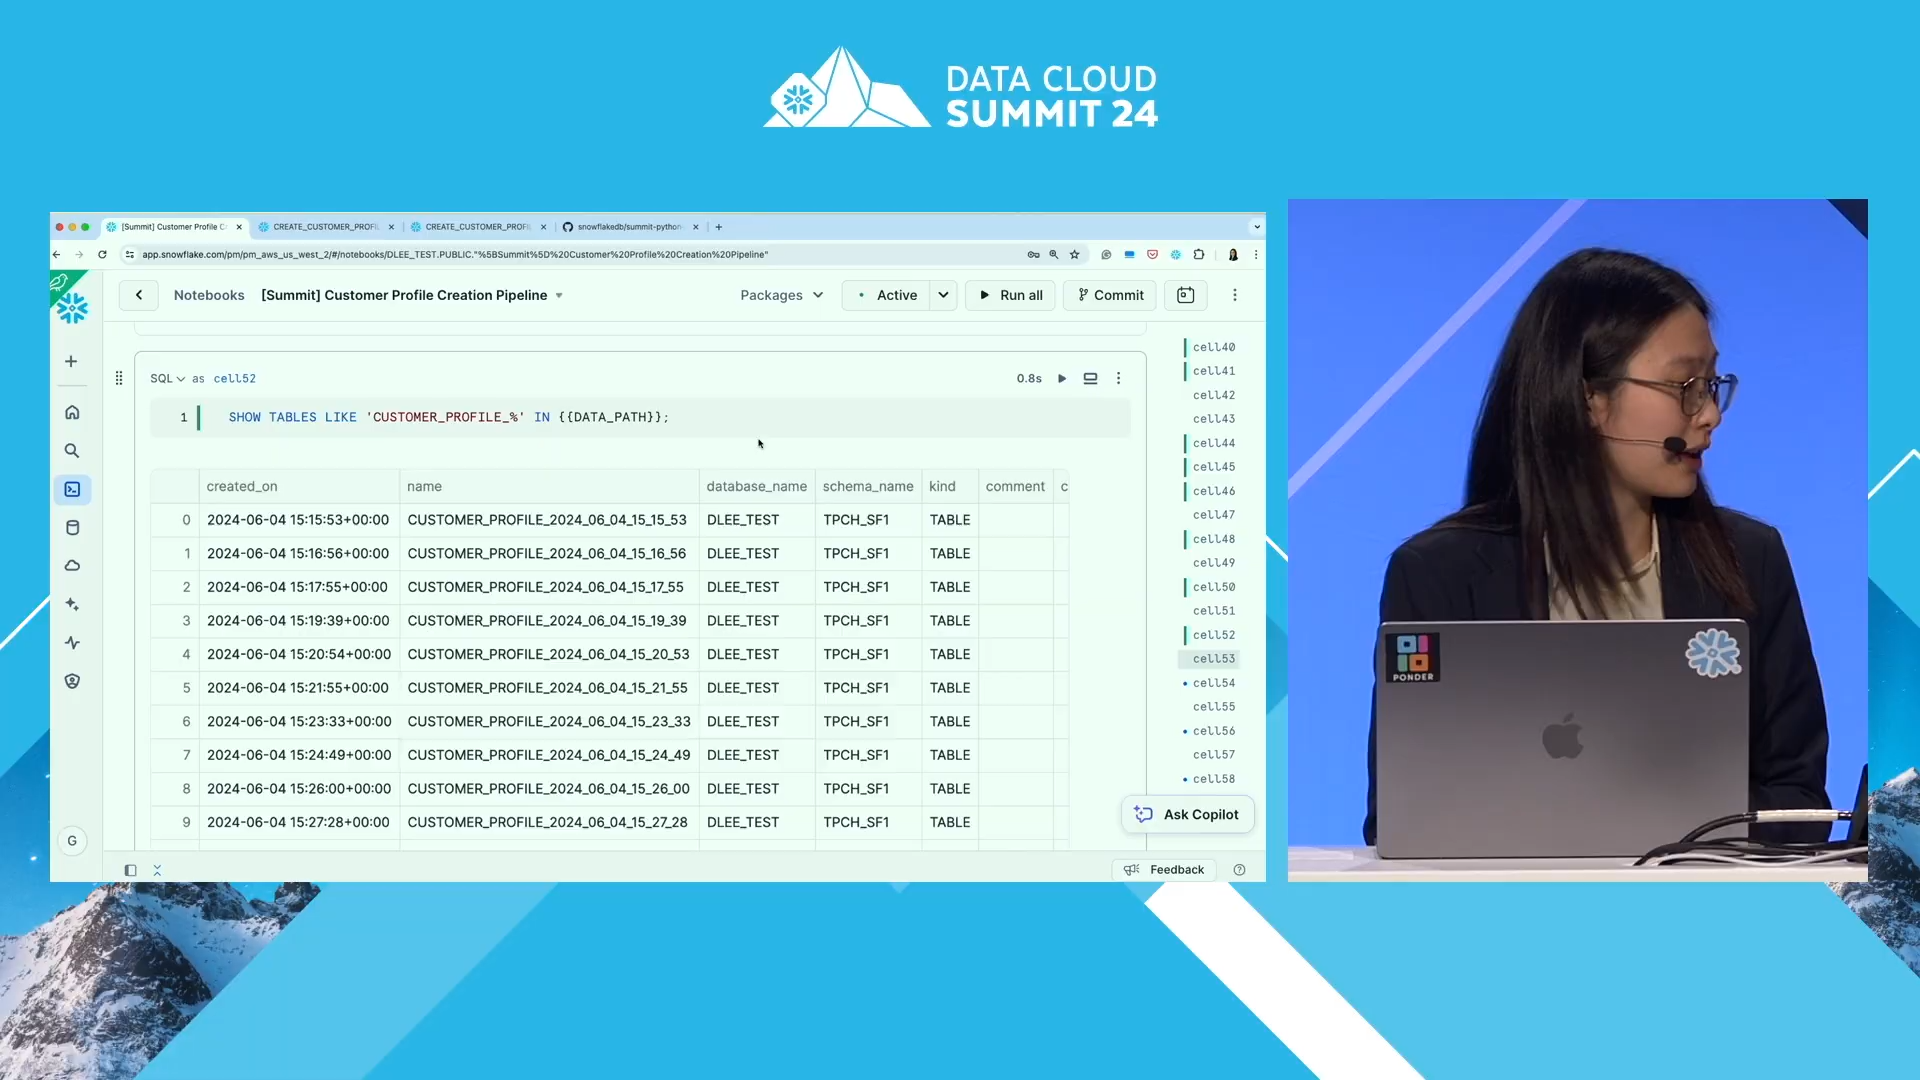 DATA CLOUD
SUMMIT 24
[Summit] Customer Profile C
CREATE_CUSTOMER_PROFIL
CREATE_CUSTOMER_PROFIL
snowflakedb/summit-python
app.snowflake.com/pm/pm_aws_us_west_2/#/notebooks/DLEE_TEST.PUBLIC."%5BSummit%5D%20Customer%20Profile%20Creation%20Pipeline"
Notebooks [Summit] Customer Profile Creation Pipeline
Packages Active Run all Commit
SQL as cell52 0.8s
1 SHOW TABLES LIKE 'CUSTOMER_PROFILE_%' IN {{DATA_PATH}};
created_on name database_name schema_name kind comment c
0 2024-06-04 15:15:53+00:00 CUSTOMER_PROFILE_2024_06_04_15_15_53 DLEE_TEST TPCH_SF1 TABLE
1 2024-06-04 15:16:56+00:00 CUSTOMER_PROFILE_2024_06_04_15_16_56 DLEE_TEST TPCH_SF1 TABLE
2 2024-06-04 15:17:55+00:00 CUSTOMER_PROFILE_2024_06_04_15_17_55 DLEE_TEST TPCH_SF1 TABLE
3 2024-06-04 15:19:39+00:00 CUSTOMER_PROFILE_2024_06_04_15_19_39 DLEE_TEST TPCH_SF1 TABLE
4 2024-06-04 15:20:54+00:00 CUSTOMER_PROFILE_2024_06_04_15_20_53 DLEE_TEST TPCH_SF1 TABLE
5 2024-06-04 15:21:55+00:00 CUSTOMER_PROFILE_2024_06_04_15_21_55 DLEE_TEST TPCH_SF1 TABLE
6 2024-06-04 15:23:33+00:00 CUSTOMER_PROFILE_2024_06_04_15_23_33 DLEE_TEST TPCH_SF1 TABLE
7 2024-06-04 15:24:49+00:00 CUSTOMER_PROFILE_2024_06_04_15_24_49 DLEE_TEST TPCH_SF1 TABLE
8 2024-06-04 15:26:00+00:00 CUSTOMER_PROFILE_2024_06_04_15_26_00 DLEE_TEST TPCH_SF1 TABLE
9 2024-06-04 15:27:28+00:00 CUSTOMER_PROFILE_2024_06_04_15_27_28 DLEE_TEST TPCH_SF1 TABLE
cell40
cell41
cell42
cell43
cell44
cell45
cell46
cell47
cell48
cell49
cell50
cell51
cell52
cell53
cell54
cell55
cell56
cell57
cell58
Ask Copilot
G
Feedback
PONDER